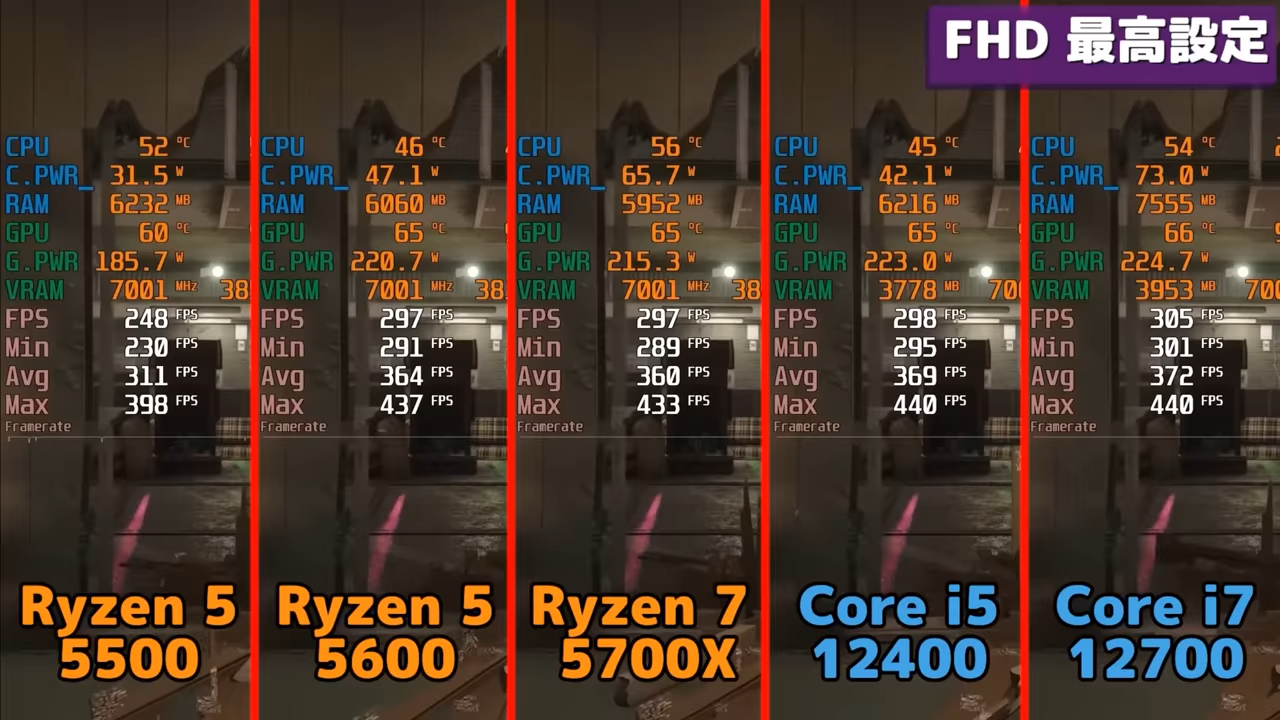 FHD 最高設定
CPU 52 °C
C.PWR_ 31.5 W
RAM 6232 MB
GPU 60 °C
G.PWR 185.7 W
VRAM 7001 MHz 38
FPS 248 FPS
Min 230 FPS
Avg 311 FPS
Max 398 FPS
Framerate
Ryzen 5
5500
CPU 46 °C
C.PWR_ 47.1 W
RAM 6060 MB
GPU 65 °C
G.PWR 220.7 W
VRAM 7001 MHz 38
FPS 297 FPS
Min 291 FPS
Avg 364 FPS
Max 437 FPS
Framerate
Ryzen 5
5600
CPU 56 °C
C.PWR_ 65.7 W
RAM 5952 MB
GPU 65 °C
G.PWR 215.3 W
VRAM 7001 MHz 38
FPS 297 FPS
Min 289 FPS
Avg 360 FPS
Max 433 FPS
Framerate
Ryzen 7
5700X
CPU 45 °C
C.PWR_ 42.1 W
RAM 6216 MB
GPU 65 °C
G.PWR 223.0 W
VRAM 3778 MB 700
FPS 298 FPS
Min 295 FPS
Avg 369 FPS
Max 440 FPS
Framerate
Core i5
12400
CPU 54 °C
C.PWR_ 73.0 W
RAM 7555 MB
GPU 66 °C
G.PWR 224.7 W
VRAM 3953 MB 700
FPS 305 FPS
Min 301 FPS
Avg 372 FPS
Max 440 FPS
Framerate
Core i7
12700